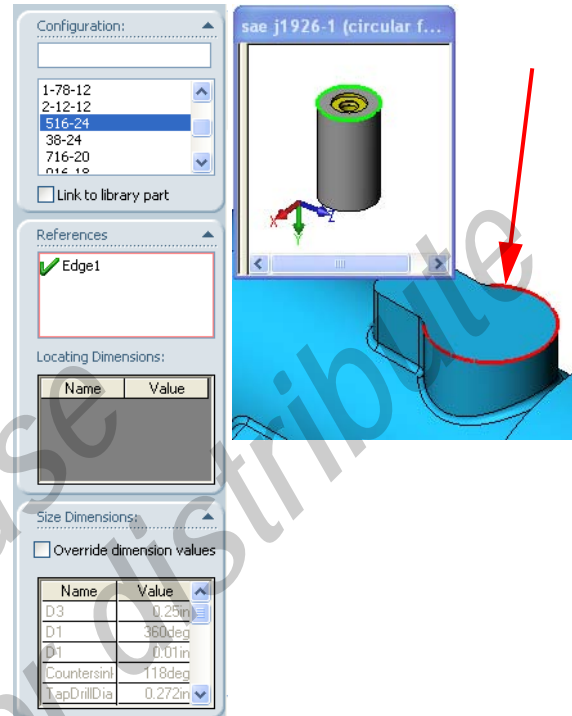 Configuration:
1-78-12
2-12-12
516-24
38-24
716-20
Link to library part
References
Edge1
Locating Dimensions:
Name Value
Size Dimensions:
Override dimension values
Name Value
D3 0.25in
D1 360deg
D1 0.01in
Countersink 118deg
TapDrillDia 0.272in
sae j1926-1 (circular f...
X
Y
Z